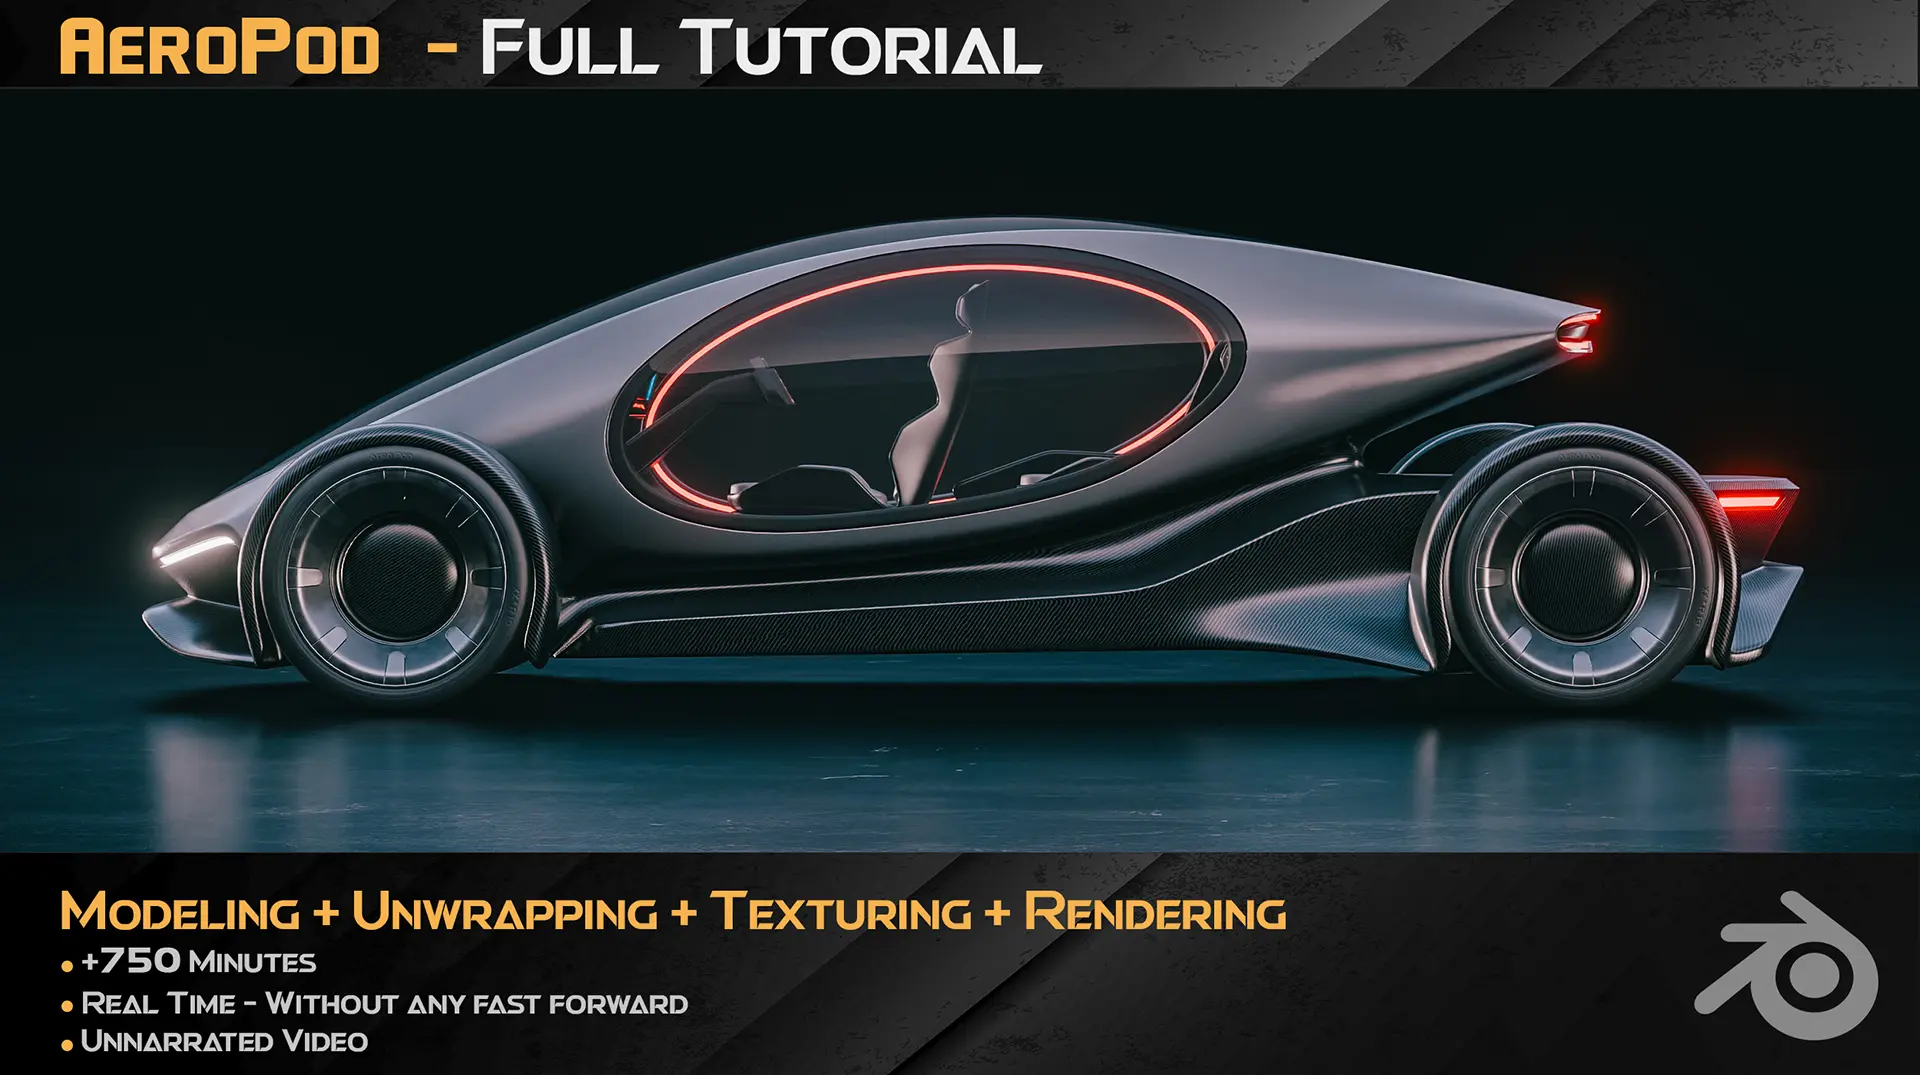 AEROPOD - FULL TUTORIAL
MODELING + UNWRAPPING + TEXTURING + RENDERING
• +750 MINUTES
• REAL TIME - WITHOUT ANY FAST FORWARD
• UNNARRATED VIDEO